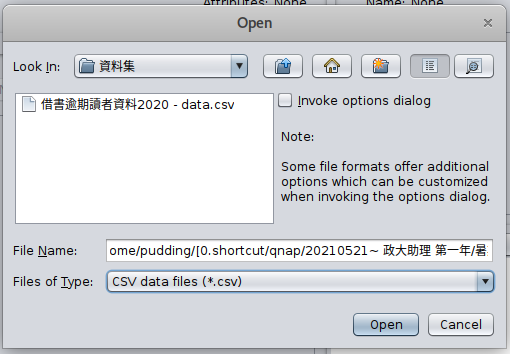 Attributes: None
Name: None
Open
Look In: 資料集
借書逾期讀者資料2020 - data.csv
Invoke options dialog
Note:
Some file formats offer additional
options which can be customized
when invoking the options dialog.
File Name: ome/pudding/[0.shortcut/qnap/20210521~ 政大助理 第一年/暑
Files of Type: CSV data files (*.csv)
Open
Cancel